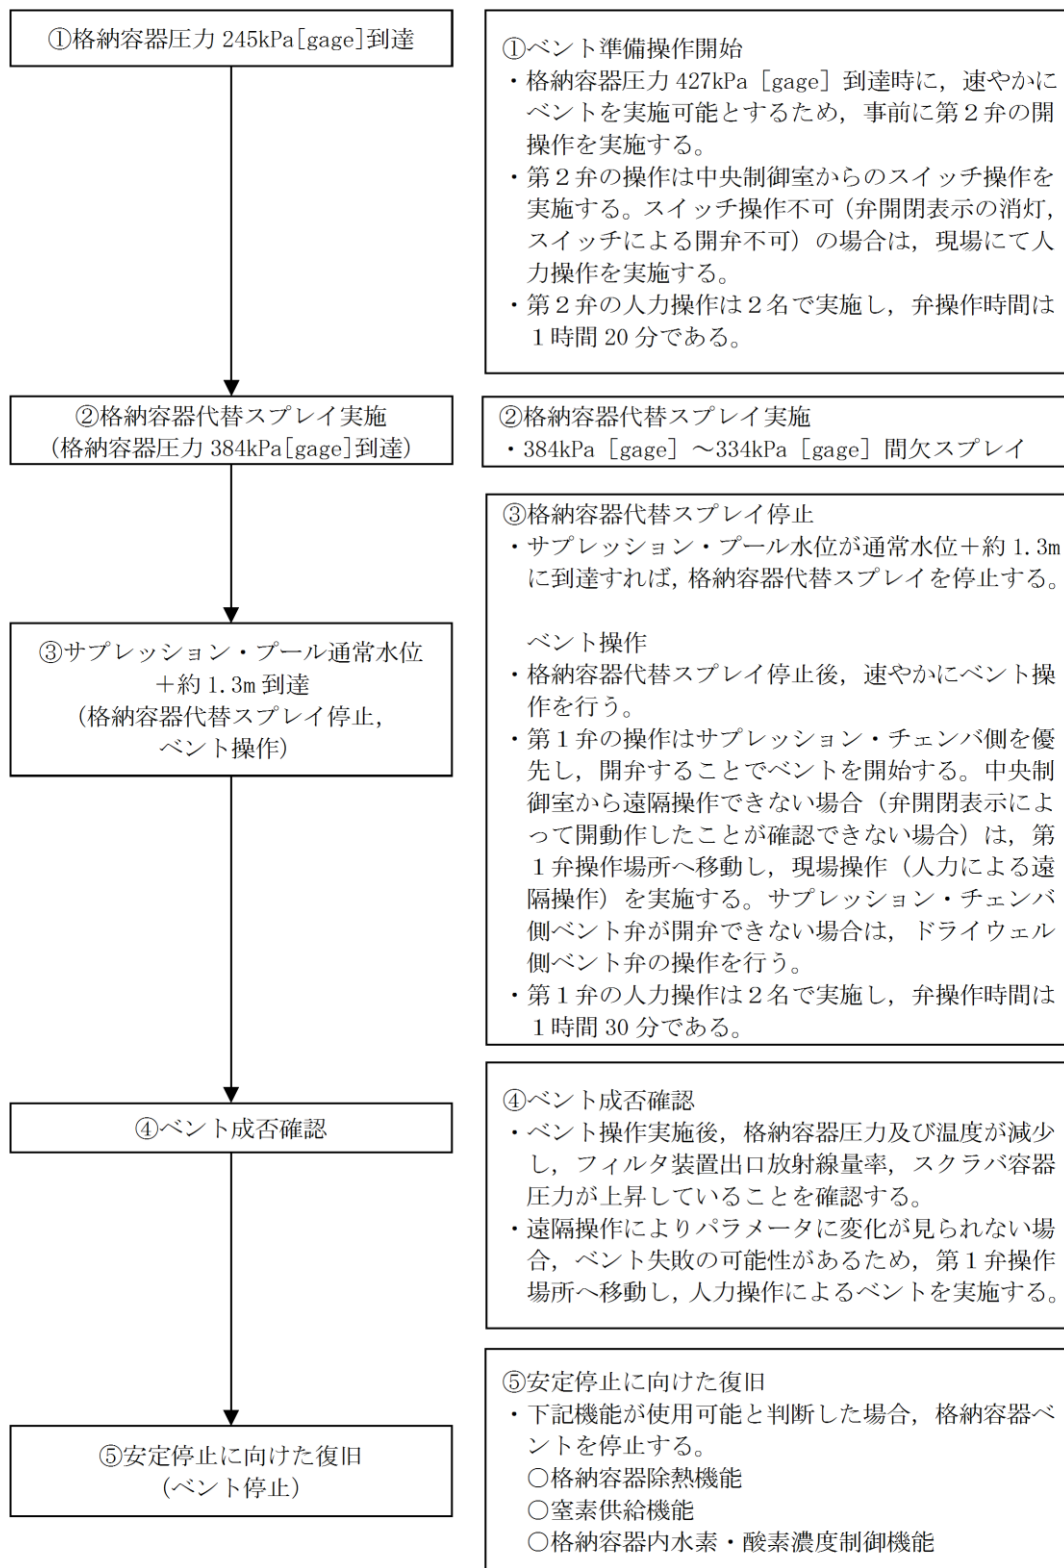 ①格納容器圧力 245kPa[gage]到達
①ベント準備操作開始
・格納容器圧力 427kPa［gage］到達時に，速やかに
ベントを実施可能とするため，事前に第２弁の開
操作を実施する。
・第２弁の操作は中央制御室からのスイッチ操作を
実施する。スイッチ操作不可（弁開閉表示の消灯，
スイッチによる開弁不可）の場合は，現場にて人
力操作を実施する。
・第２弁の人力操作は２名で実施し，弁操作時間は
１時間 20 分である。
②格納容器代替スプレイ実施
(格納容器圧力 384kPa[gage]到達)
②格納容器代替スプレイ実施
・384kPa［gage］～334kPa［gage］間欠スプレイ
③サプレッション・プール通常水位
＋約 1.3m 到達
(格納容器代替スプレイ停止，
ベント操作)
③格納容器代替スプレイ停止
・サプレッション・プール水位が通常水位＋約 1.3m
に到達すれば，格納容器代替スプレイを停止する。
ベント操作
・格納容器代替スプレイ停止後，速やかにベント操
作を行う。
・第１弁の操作はサプレッション・チェンバ側を優
先し，開弁することでベントを開始する。中央制
御室から遠隔操作できない場合（弁開閉表示によ
って開動作したことが確認できない場合）は，第
１弁操作場所へ移動し，現場操作（人力による遠
隔操作）を実施する。サプレッション・チェンバ
側ベント弁が開弁できない場合は，ドライウェル
側ベント弁の操作を行う。
・第１弁の人力操作は２名で実施し，弁操作時間は
１時間 30 分である。
④ベント成否確認
④ベント成否確認
・ベント操作実施後，格納容器圧力及び温度が減少
し，フィルタ装置出口放射線量率，スクラバ容器
圧力が上昇していることを確認する。
・遠隔操作によりパラメータに変化が見られない場
合，ベント失敗の可能性があるため，第１弁操作
場所へ移動し，人力操作によるベントを実施する。
⑤安定停止に向けた復旧
(ベント停止)
⑤安定停止に向けた復旧
・下記機能が使用可能と判断した場合，格納容器ベ
ントを停止する。
○格納容器除熱機能
○窒素供給機能
○格納容器内水素・酸素濃度制御機能